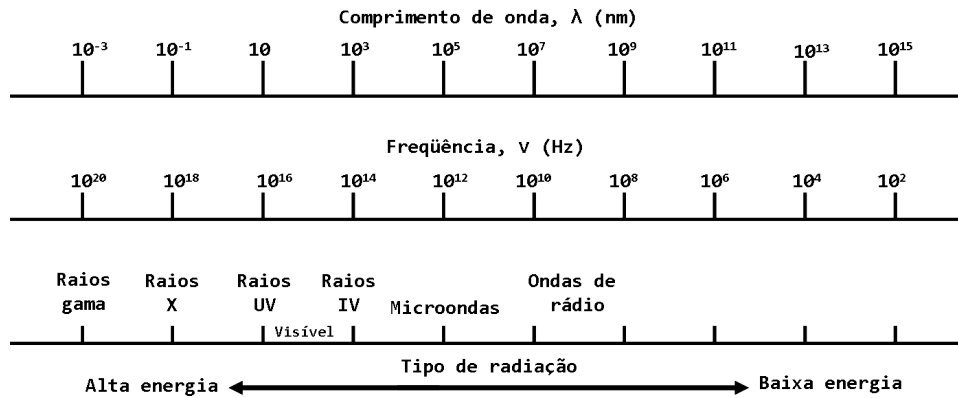 Comprimento de onda, λ (nm)
10⁻³ 10⁻¹ 10 10³ 10⁵ 10⁷ 10⁹ 10¹¹ 10¹³ 10¹⁵
Freqüência, ν (Hz)
10²⁰ 10¹⁸ 10¹⁶ 10¹⁴ 10¹² 10¹⁰ 10⁸ 10⁶ 10⁴ 10²
Raios gama Raios X Raios UV Visível Raios IV Microondas Ondas de rádio
Tipo de radiação
Alta energia Baixa energia